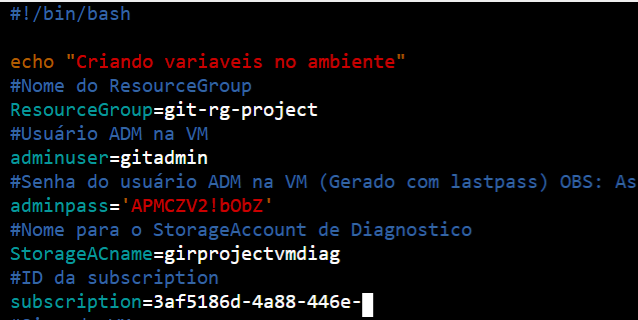 #!/bin/bash
echo "Criando variaveis no ambiente"
#Nome do ResourceGroup
ResourceGroup=git-rg-project
#Usuário ADM na VM
adminuser=gitadmin
#Senha do usuário ADM na VM (Gerado com lastpass) OBS: As
adminpass='APMCZV2!bObZ'
#Nome para o StorageAccount de Diagnostico
StorageACname=girprojectvmdiag
#ID da subscription
subscription=3af5186d-4a88-446e-